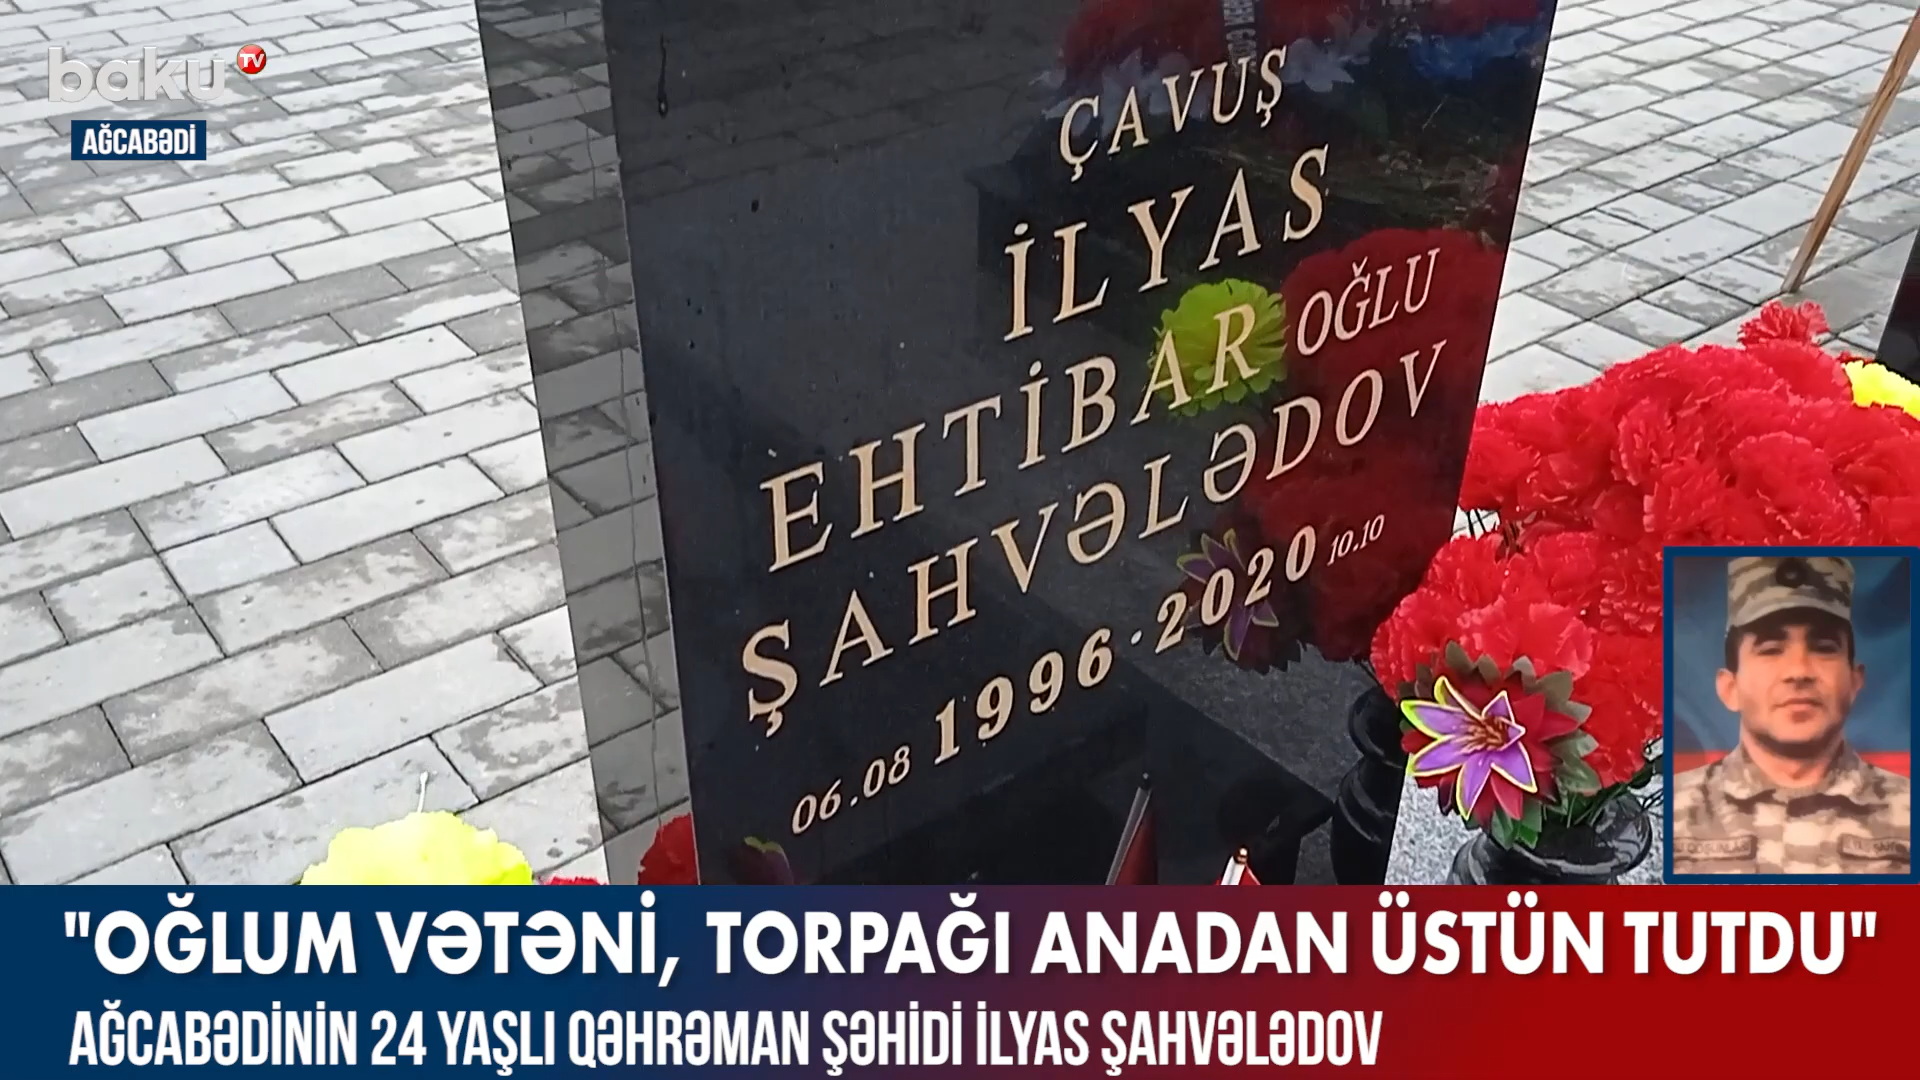 baku TV
AĞCABƏDİ
ÇAVUŞ
İLYAS
EHTİBAR OĞLU
ŞAHVƏLƏDOV
06.08 1996 · 2020 10.10
"OĞLUM VƏTƏNİ, TORPAĞI ANADAN ÜSTÜN TUTDU"
AĞCABƏDİNİN 24 YAŞLI QƏHRƏMAN ŞƏHİDİ İLYAS ŞAHVƏLƏDOV